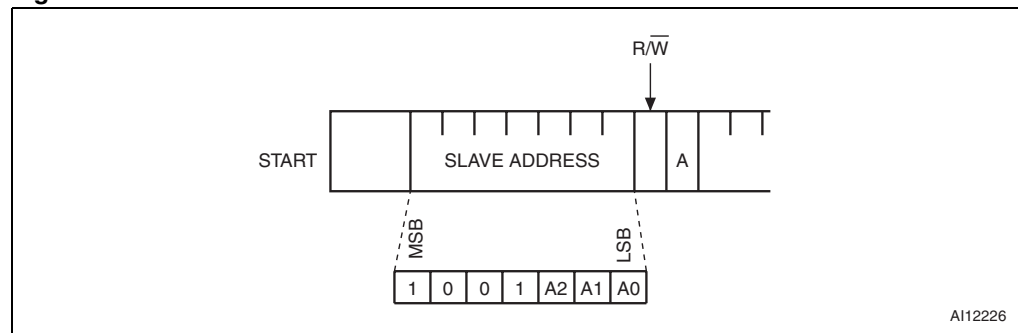 R/W̅
START
SLAVE ADDRESS
A
MSB
LSB
1 0 0 1 A2 A1 A0
AI12226